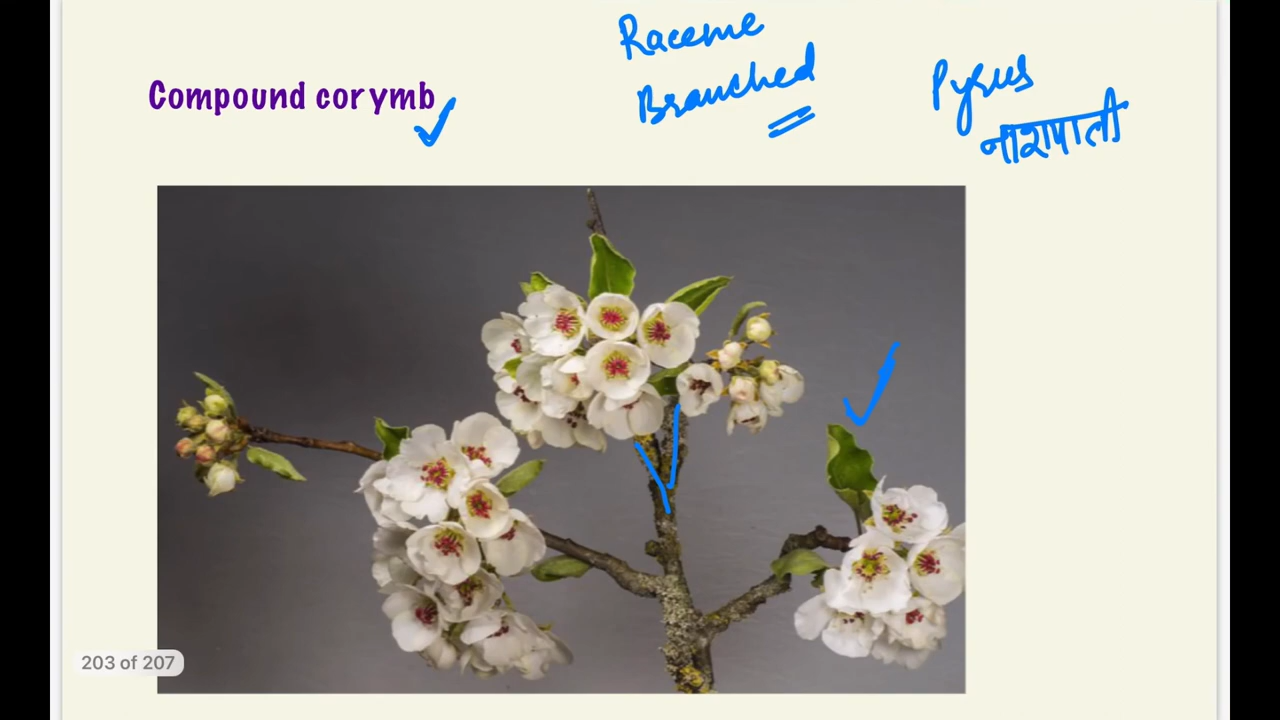 Compound corymb
Raceme
Branched
Pyrus
नाशपाती
203 of 207